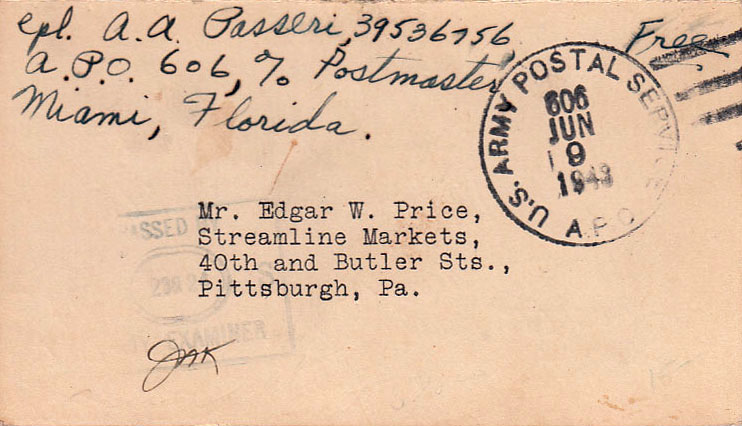 cpl. A.A. Passeri, 39536756,
A.P.O. 606, % Postmaster,
Miami, Florida.
Free
U.S. ARMY POSTAL SERVICE
A.P.O.
606
JUN
9
1943
Mr. Edgar W. Price,
Streamline Markets,
40th and Butler Sts.,
Pittsburgh, Pa.
EXAMINER